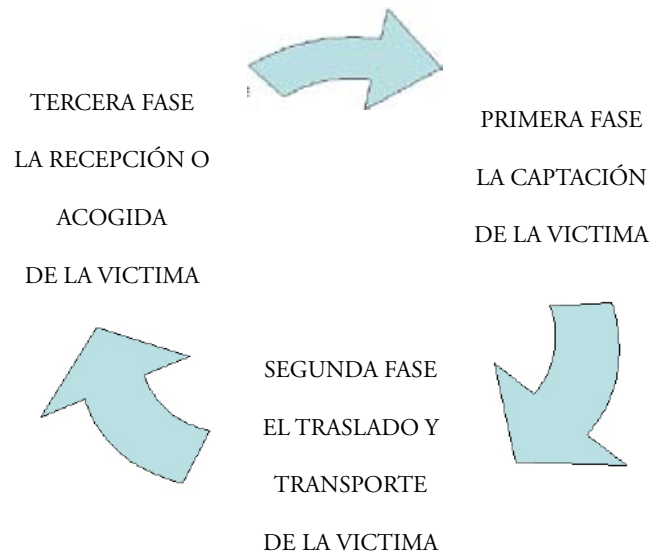 TERCERA FASE
LA RECEPCIÓN O
ACOGIDA
DE LA VICTIMA
PRIMERA FASE
LA CAPTACIÓN
DE LA VICTIMA
SEGUNDA FASE
EL TRASLADO Y
TRANSPORTE
DE LA VICTIMA